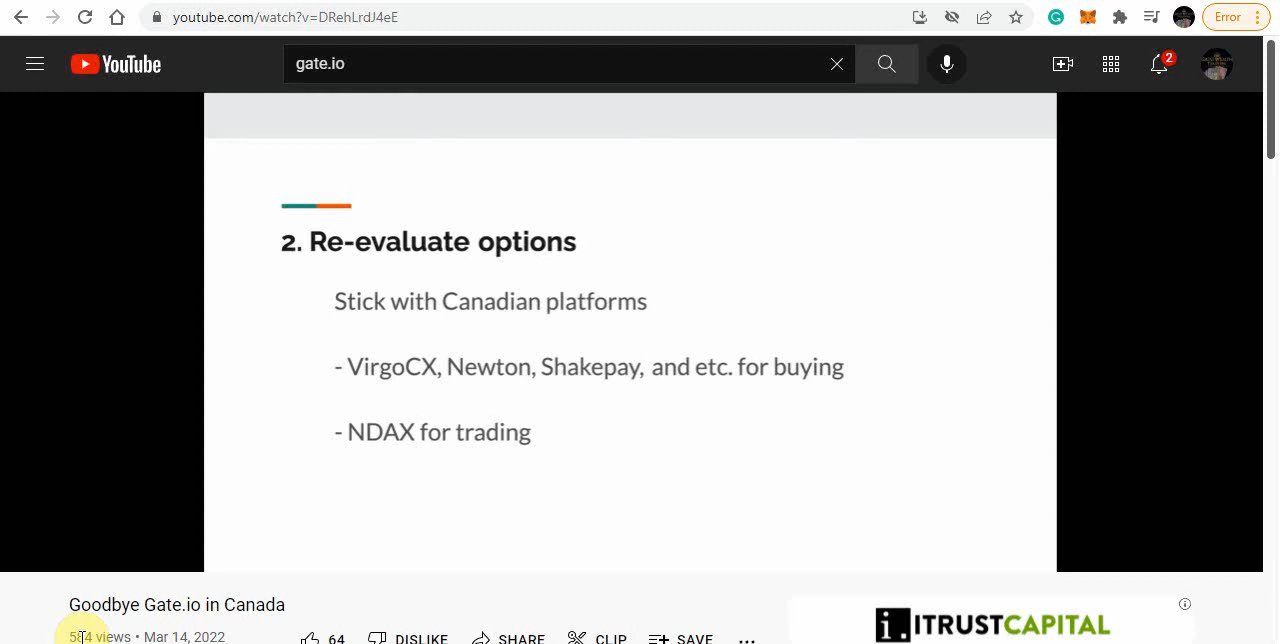 youtube.com/watch?v=DRehLrdJ4eE
Error
YouTube
gate.io
2
2. Re-evaluate options
Stick with Canadian platforms
- VirgoCX, Newton, Shakepay, and etc. for buying
- NDAX for trading
Goodbye Gate.io in Canada
views • Mar 14, 2022
64
DISLIKE
SHARE
CLIP
SAVE
i. ITRUSTCAPITAL